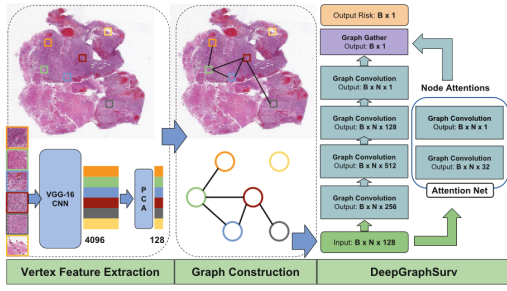 Output Risk: B x 1
Graph Gather
Output: B x 1
Graph Convolution
Output: B x N x 1
Graph Convolution
Output: B x N x 128
Graph Convolution
Output: B x N x 512
Graph Convolution
Output: B x N x 256
Input: B x N x 128
Node Attentions
Graph Convolution
Output: B x N x 1
Graph Convolution
Output: B x N x 32
Attention Net
VGG-16
CNN
4096
P
C
A
128
Vertex Feature Extraction
Graph Construction
DeepGraphSurv